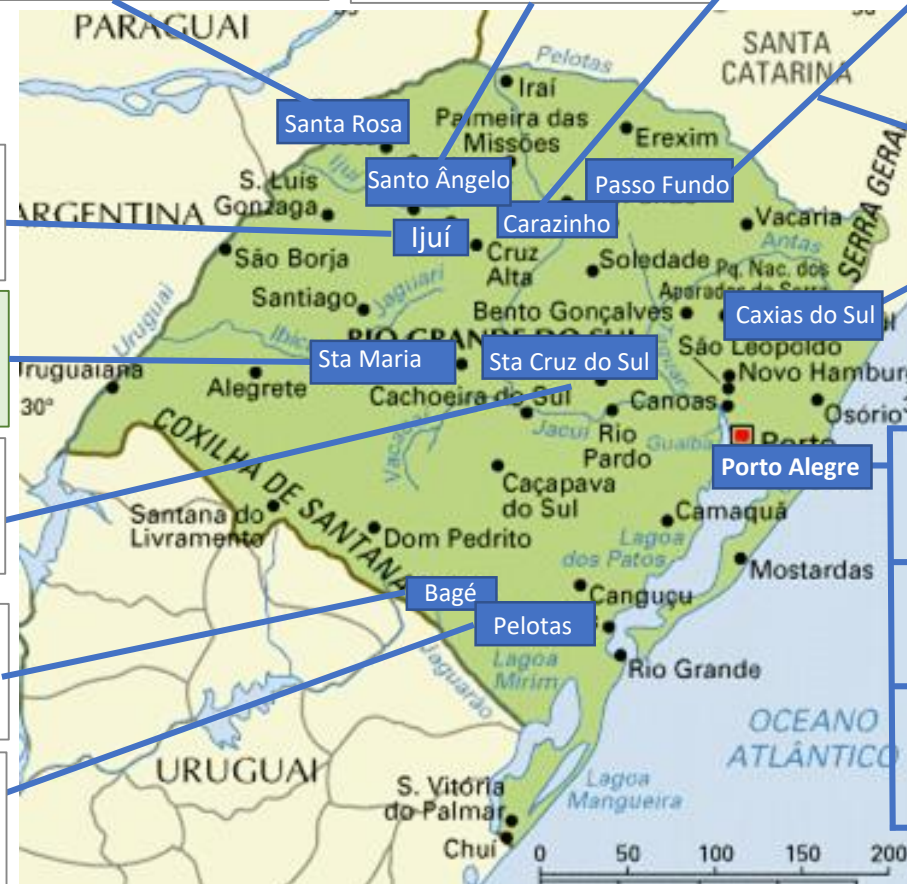 PARAGUAI
SANTA
CATARINA
Pelotas
Iraí
Santa Rosa
Palmeira das
Missões
Erexim
Ijuí
Santo Ângelo
Passo Fundo
S. Luis
Gonzaga
ARGENTINA
Carazinho
Vacaria
SERRA GERAL
Ijuí
Cruz
Alta
Antas
São Borja
Soledade
Pq. Nac. dos
Aparados da Serra
Santiago
Jaguari
Bento Gonçalves
Caxias do Sul
Uruguai
RIO GRANDE DO SUL
Sta Maria
Sta Cruz do Sul
São Leopoldo
Uruguaiana
Alegrete
Cachoeira do Sul
Novo Hamburg
Canoas
Osório
30°
Jacuí
Rio
Pardo
Guaíba
Porto
Porto Alegre
COXILHA DE SANTANA
Caçapava
do Sul
Santana do
Livramento
Dom Pedrito
Camaquã
Lagoa
dos Patos
Mostardas
Bagé
Canguçu
Pelotas
Jaguarão
Lagoa
Mirim
Rio Grande
OCEANO
ATLÂNTICO
URUGUAI
S. Vitória
do Palmar
Lagoa
Mangueira
Chuí
0 50 100 150 200